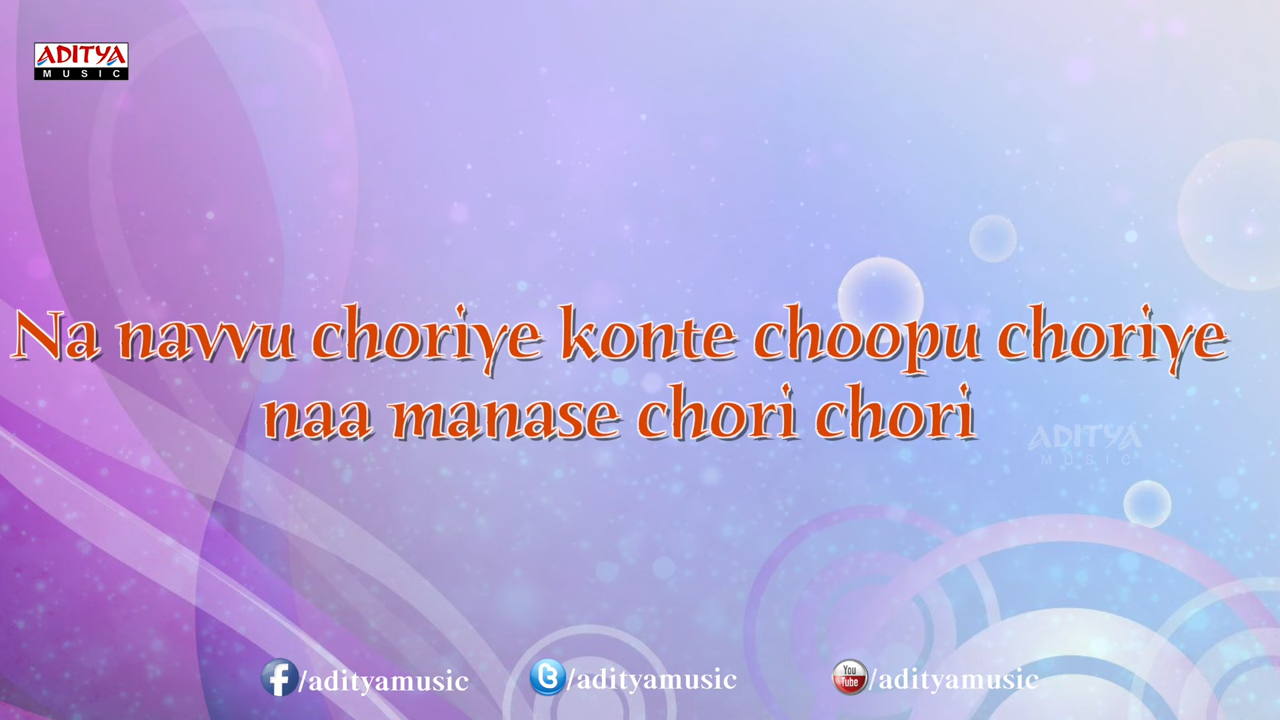 ADITYA
MUSIC
Na navvu choriye konte choopu choriye
naa manase chori chori
ADITYA
MUSIC
f/adityamusic
t/adityamusic
You Tube/adityamusic